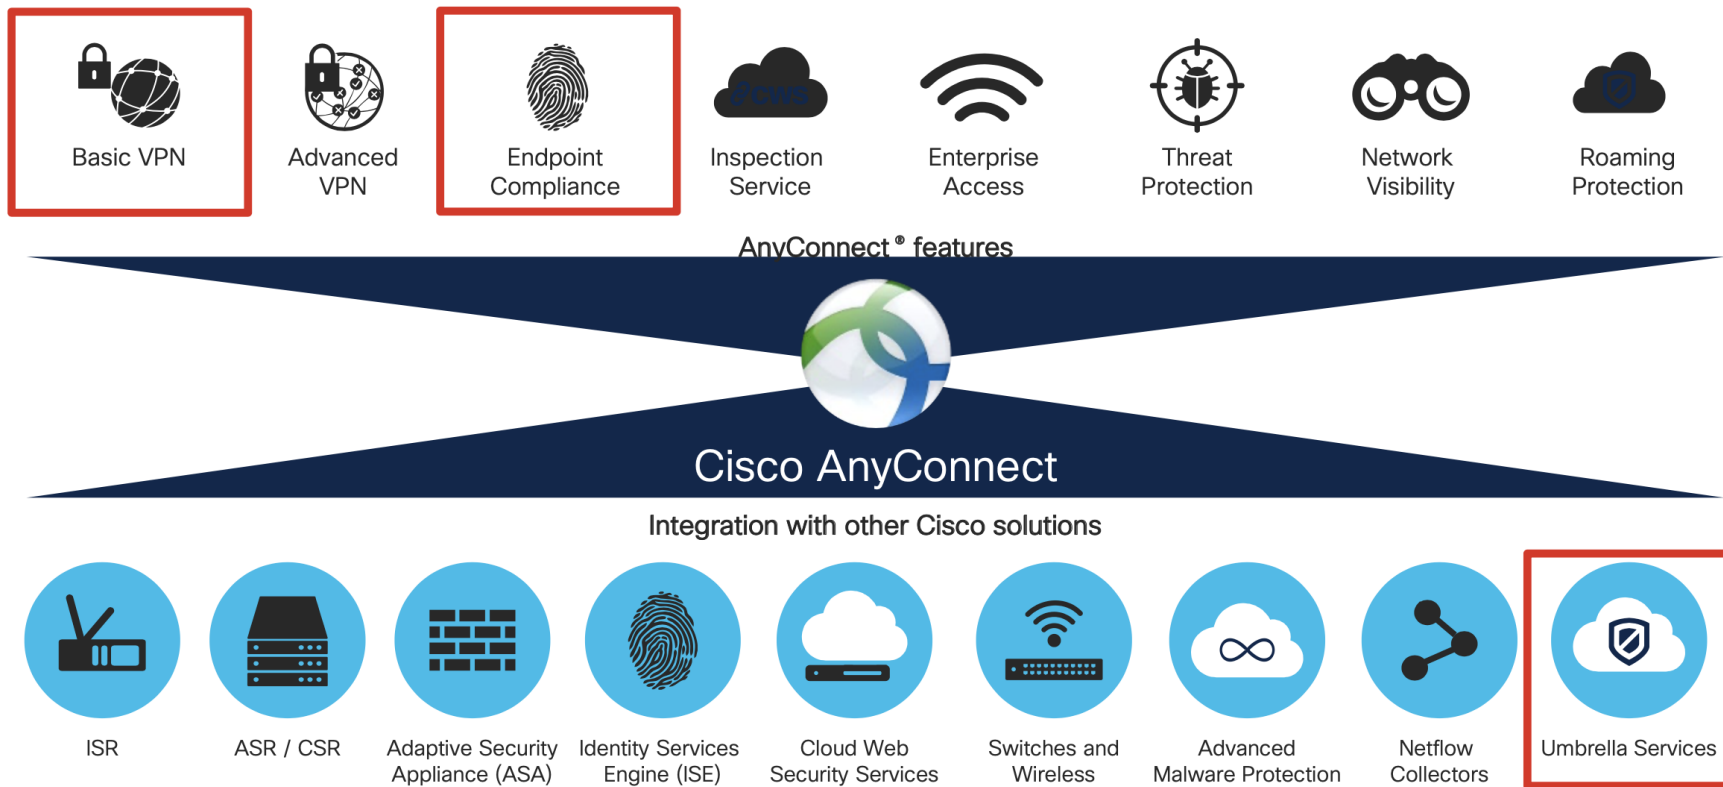 CWS
Basic VPN
Advanced
VPN
Endpoint
Compliance
Inspection
Service
Enterprise
Access
Threat
Protection
Network
Visibility
Roaming
Protection
AnyConnect® features
Cisco AnyConnect
Integration with other Cisco solutions
ISR
ASR / CSR
Adaptive Security
Appliance (ASA)
Identity Services
Engine (ISE)
Cloud Web
Security Services
Switches and
Wireless
Advanced
Malware Protection
Netflow
Collectors
Umbrella Services